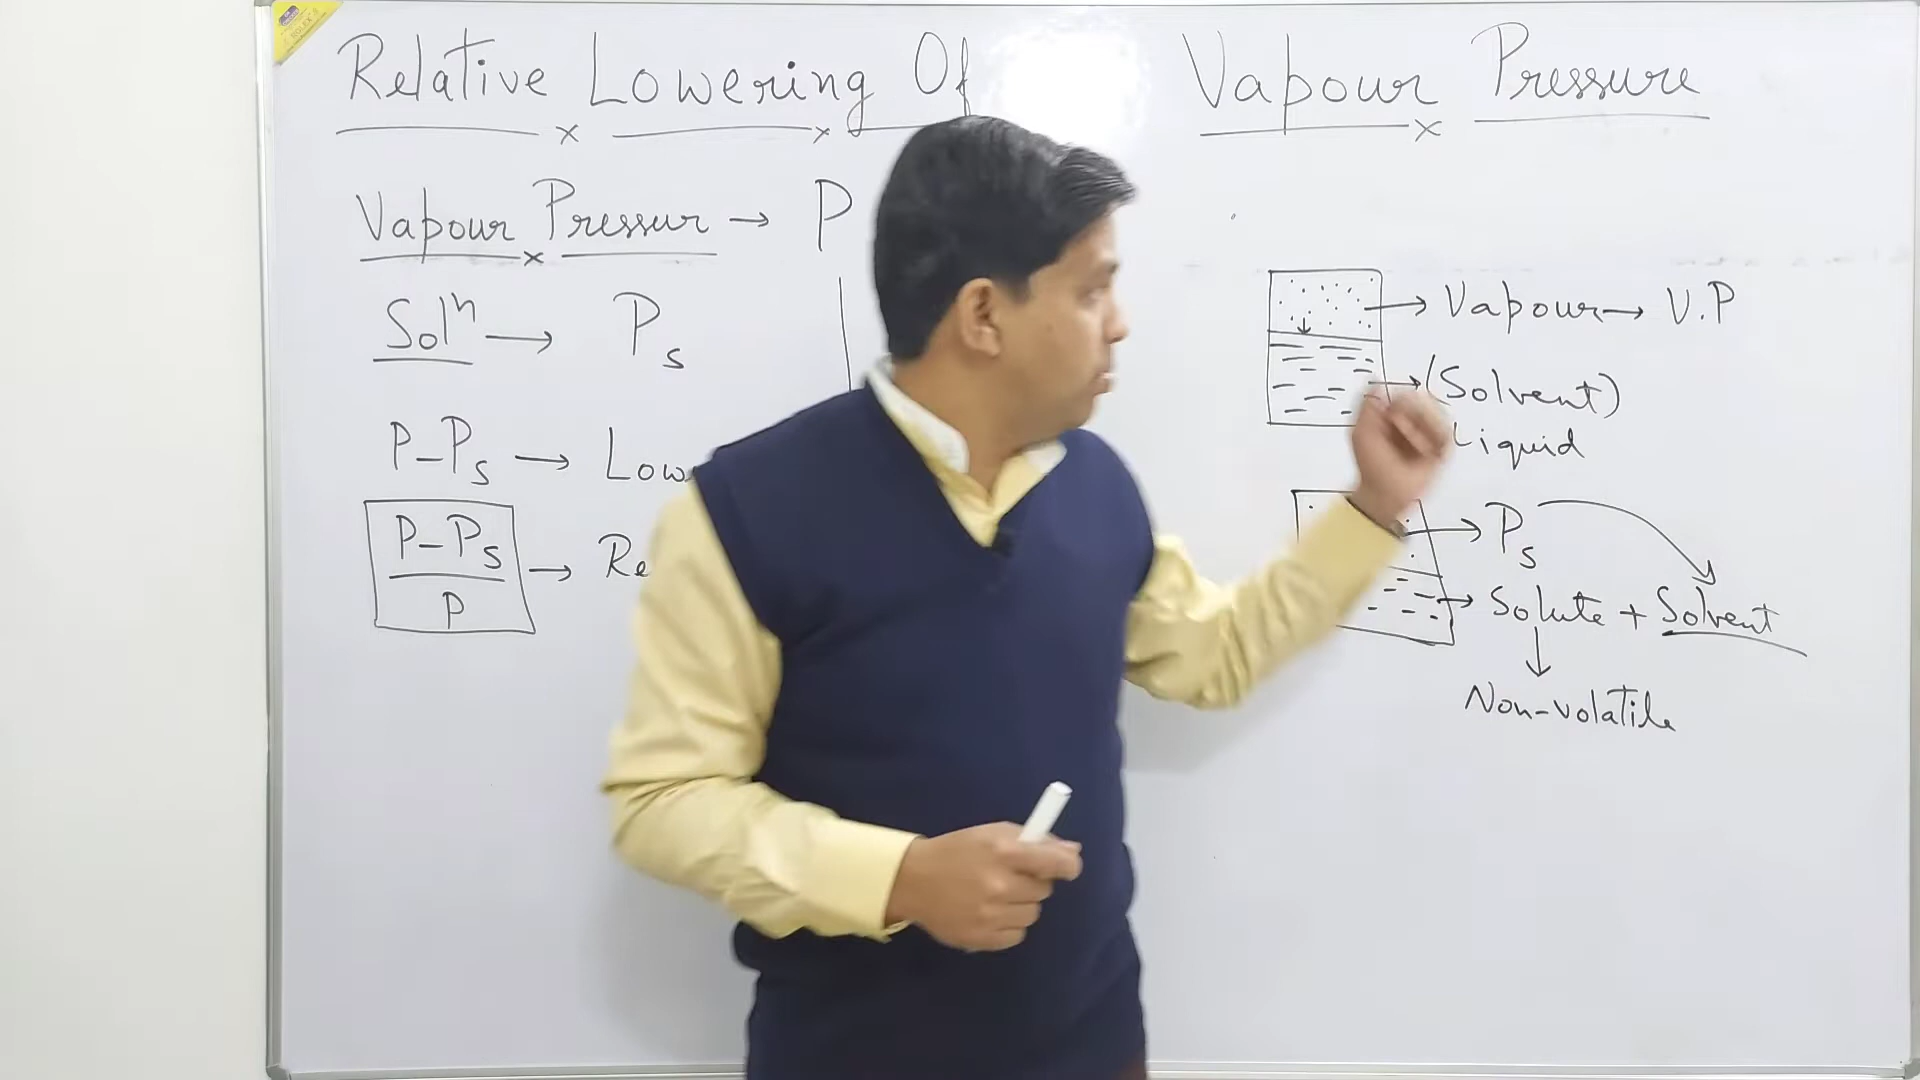 Relative Lowering Of Vapour Pressure
Vapour Pressur → P
Solⁿ → Pₛ
P-Pₛ → Low
P-Pₛ
P
→ Re
→ Vapour → V.P
→ (Solvent)
Liquid
→ Pₛ
→ Solute + Solvent
Non-volatile